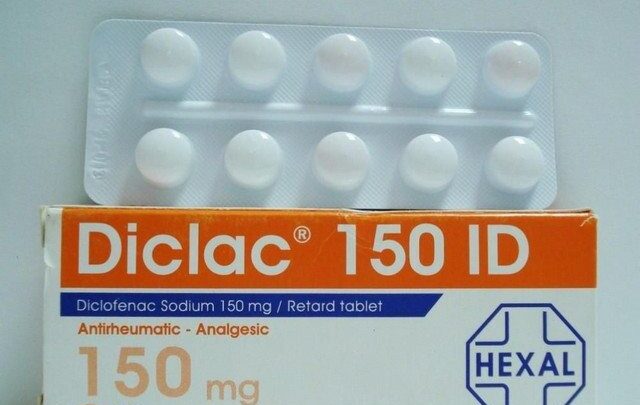 Diclac® 150 ID
Diclofenac Sodium 150 mg / Retard tablet
Antirheumatic - Analgesic
150 mg
HEXAL